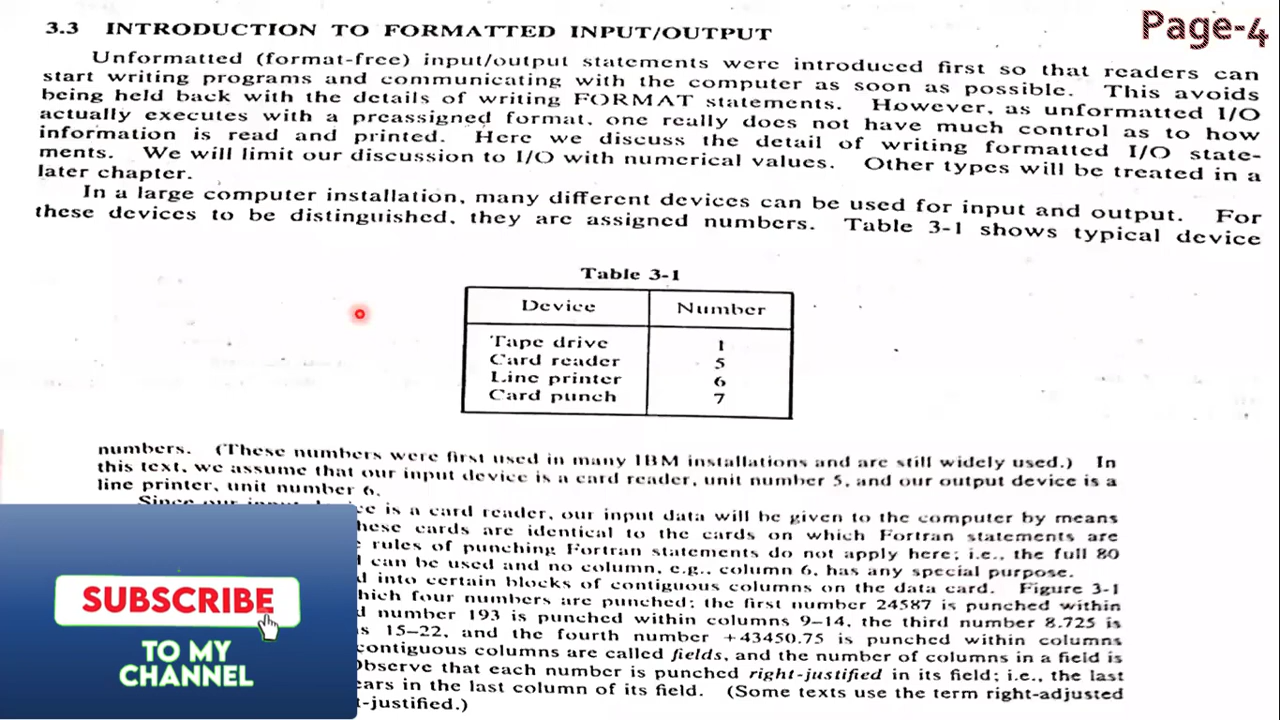 Page-4
3.3 INTRODUCTION TO FORMATTED INPUT/OUTPUT
Unformatted (format-free) input/output statements were introduced first so that readers can
start writing programs and communicating with the computer as soon as possible. This avoids
being held back with the details of writing FORMAT statements. However, as unformatted I/O
actually executes with a preassigned format, one really does not have much control as to how
information is read and printed. Here we discuss the detail of writing formatted I/O state-
ments. We will limit our discussion to I/O with numerical values. Other types will be treated in a
later chapter.
In a large computer installation, many different devices can be used for input and output. For
these devices to be distinguished, they are assigned numbers. Table 3-1 shows typical device
Table 3-1
Device Number
Tape drive 1
Card reader 5
Line printer 6
Card punch 7
numbers. (These numbers were first used in many IBM installations and are still widely used.) In
this text, we assume that our input device is a card reader, unit number 5, and our output device is a
line printer, unit number 6.
is a card reader, our input data will be given to the computer by means
these cards are identical to the cards on which Fortran statements are
rules of punching Fortran statements do not apply here; i.e., the full 80
can be used and no column, e.g., column 6, has any special purpose.
into certain blocks of contiguous columns on the data card. Figure 3-1
which four numbers are punched: the first number 24587 is punched within
number 193 is punched within columns 9–14, the third number 8.725 is
15–22, and the fourth number +43450.75 is punched within columns
contiguous columns are called fields, and the number of columns in a field is
Observe that each number is punched right-justified in its field; i.e., the last
in the last column of its field. (Some texts use the term right-adjusted
-justified.)
SUBSCRIBE
TO MY
CHANNEL